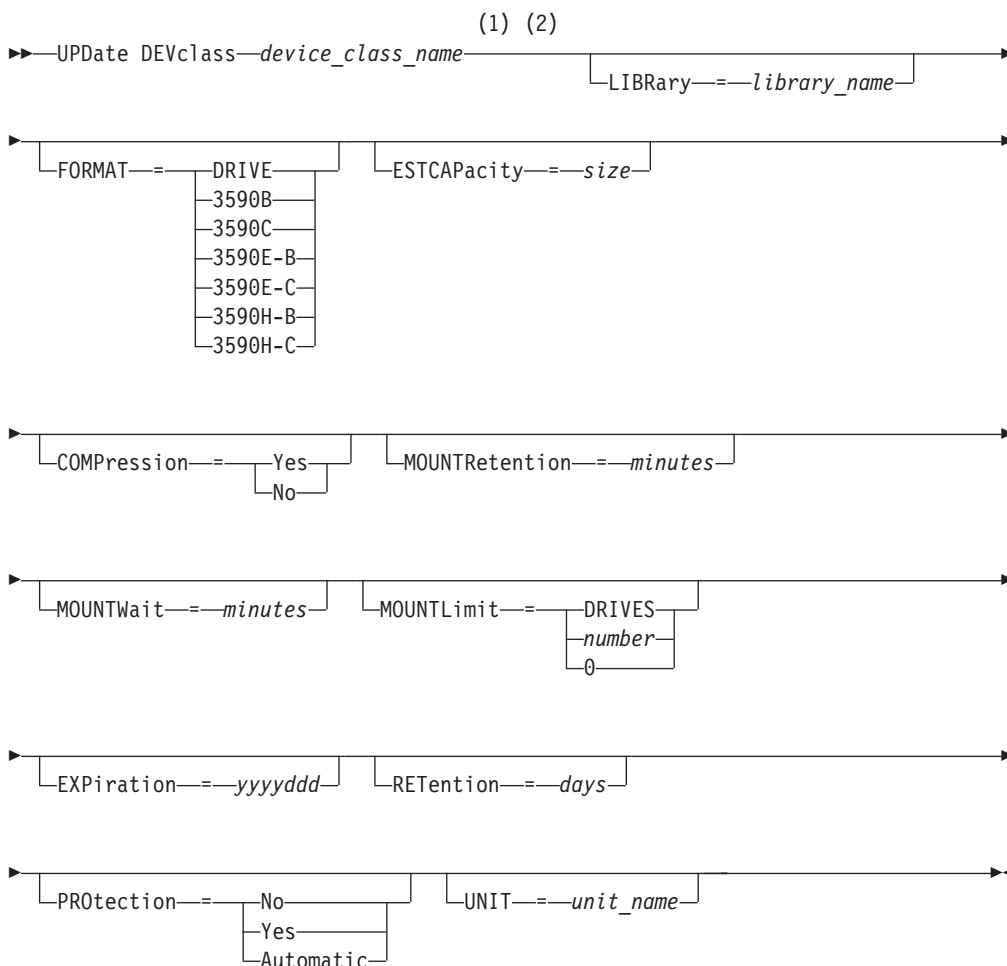 (1) (2)
UPDate DEVclass device_class_name
LIBRary = library_name
FORMAT = DRIVE ESTCAPacity = size
3590B
3590C
3590E-B
3590E-C
3590H-B
3590H-C
COMPression = Yes MOUNTRetention = minutes
No
MOUNTWait = minutes MOUNTLimit = DRIVES
number
0
EXPiration = yyyyddd RETention = days
PROtection = No UNIT = unit_name
Yes
Automatic